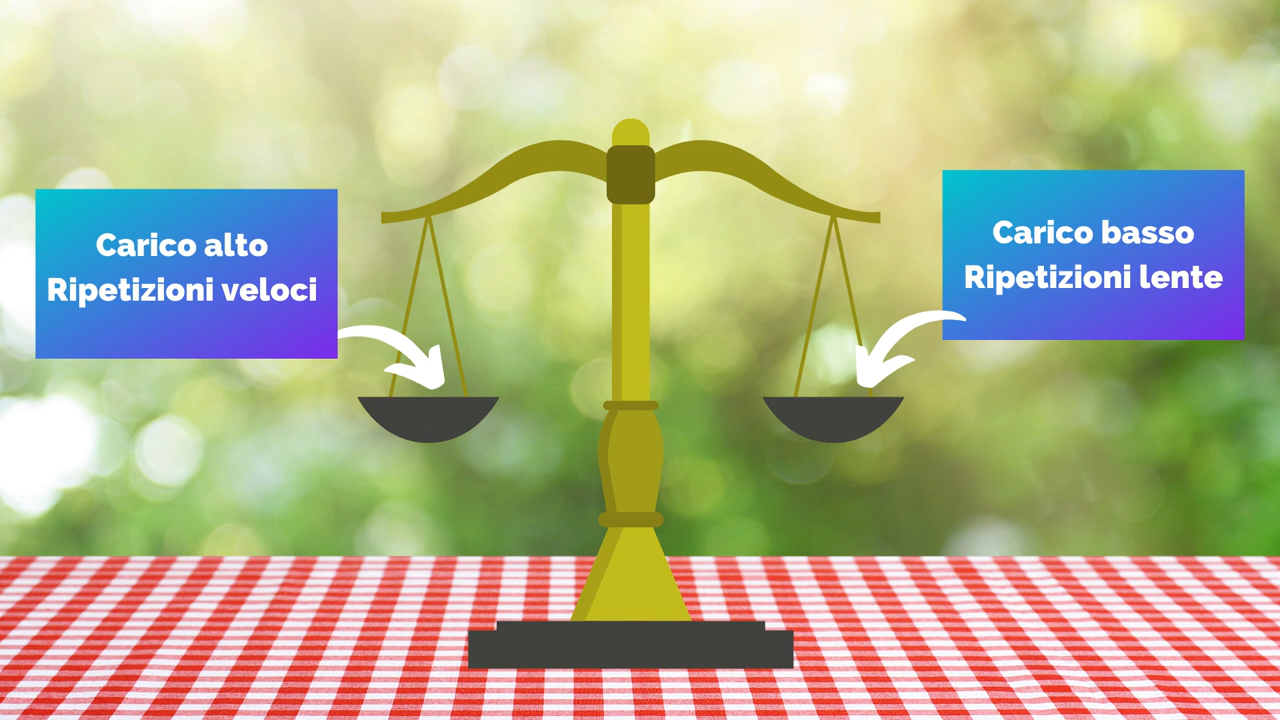 Carico alto
Ripetizioni veloci
Carico basso
Ripetizioni lente